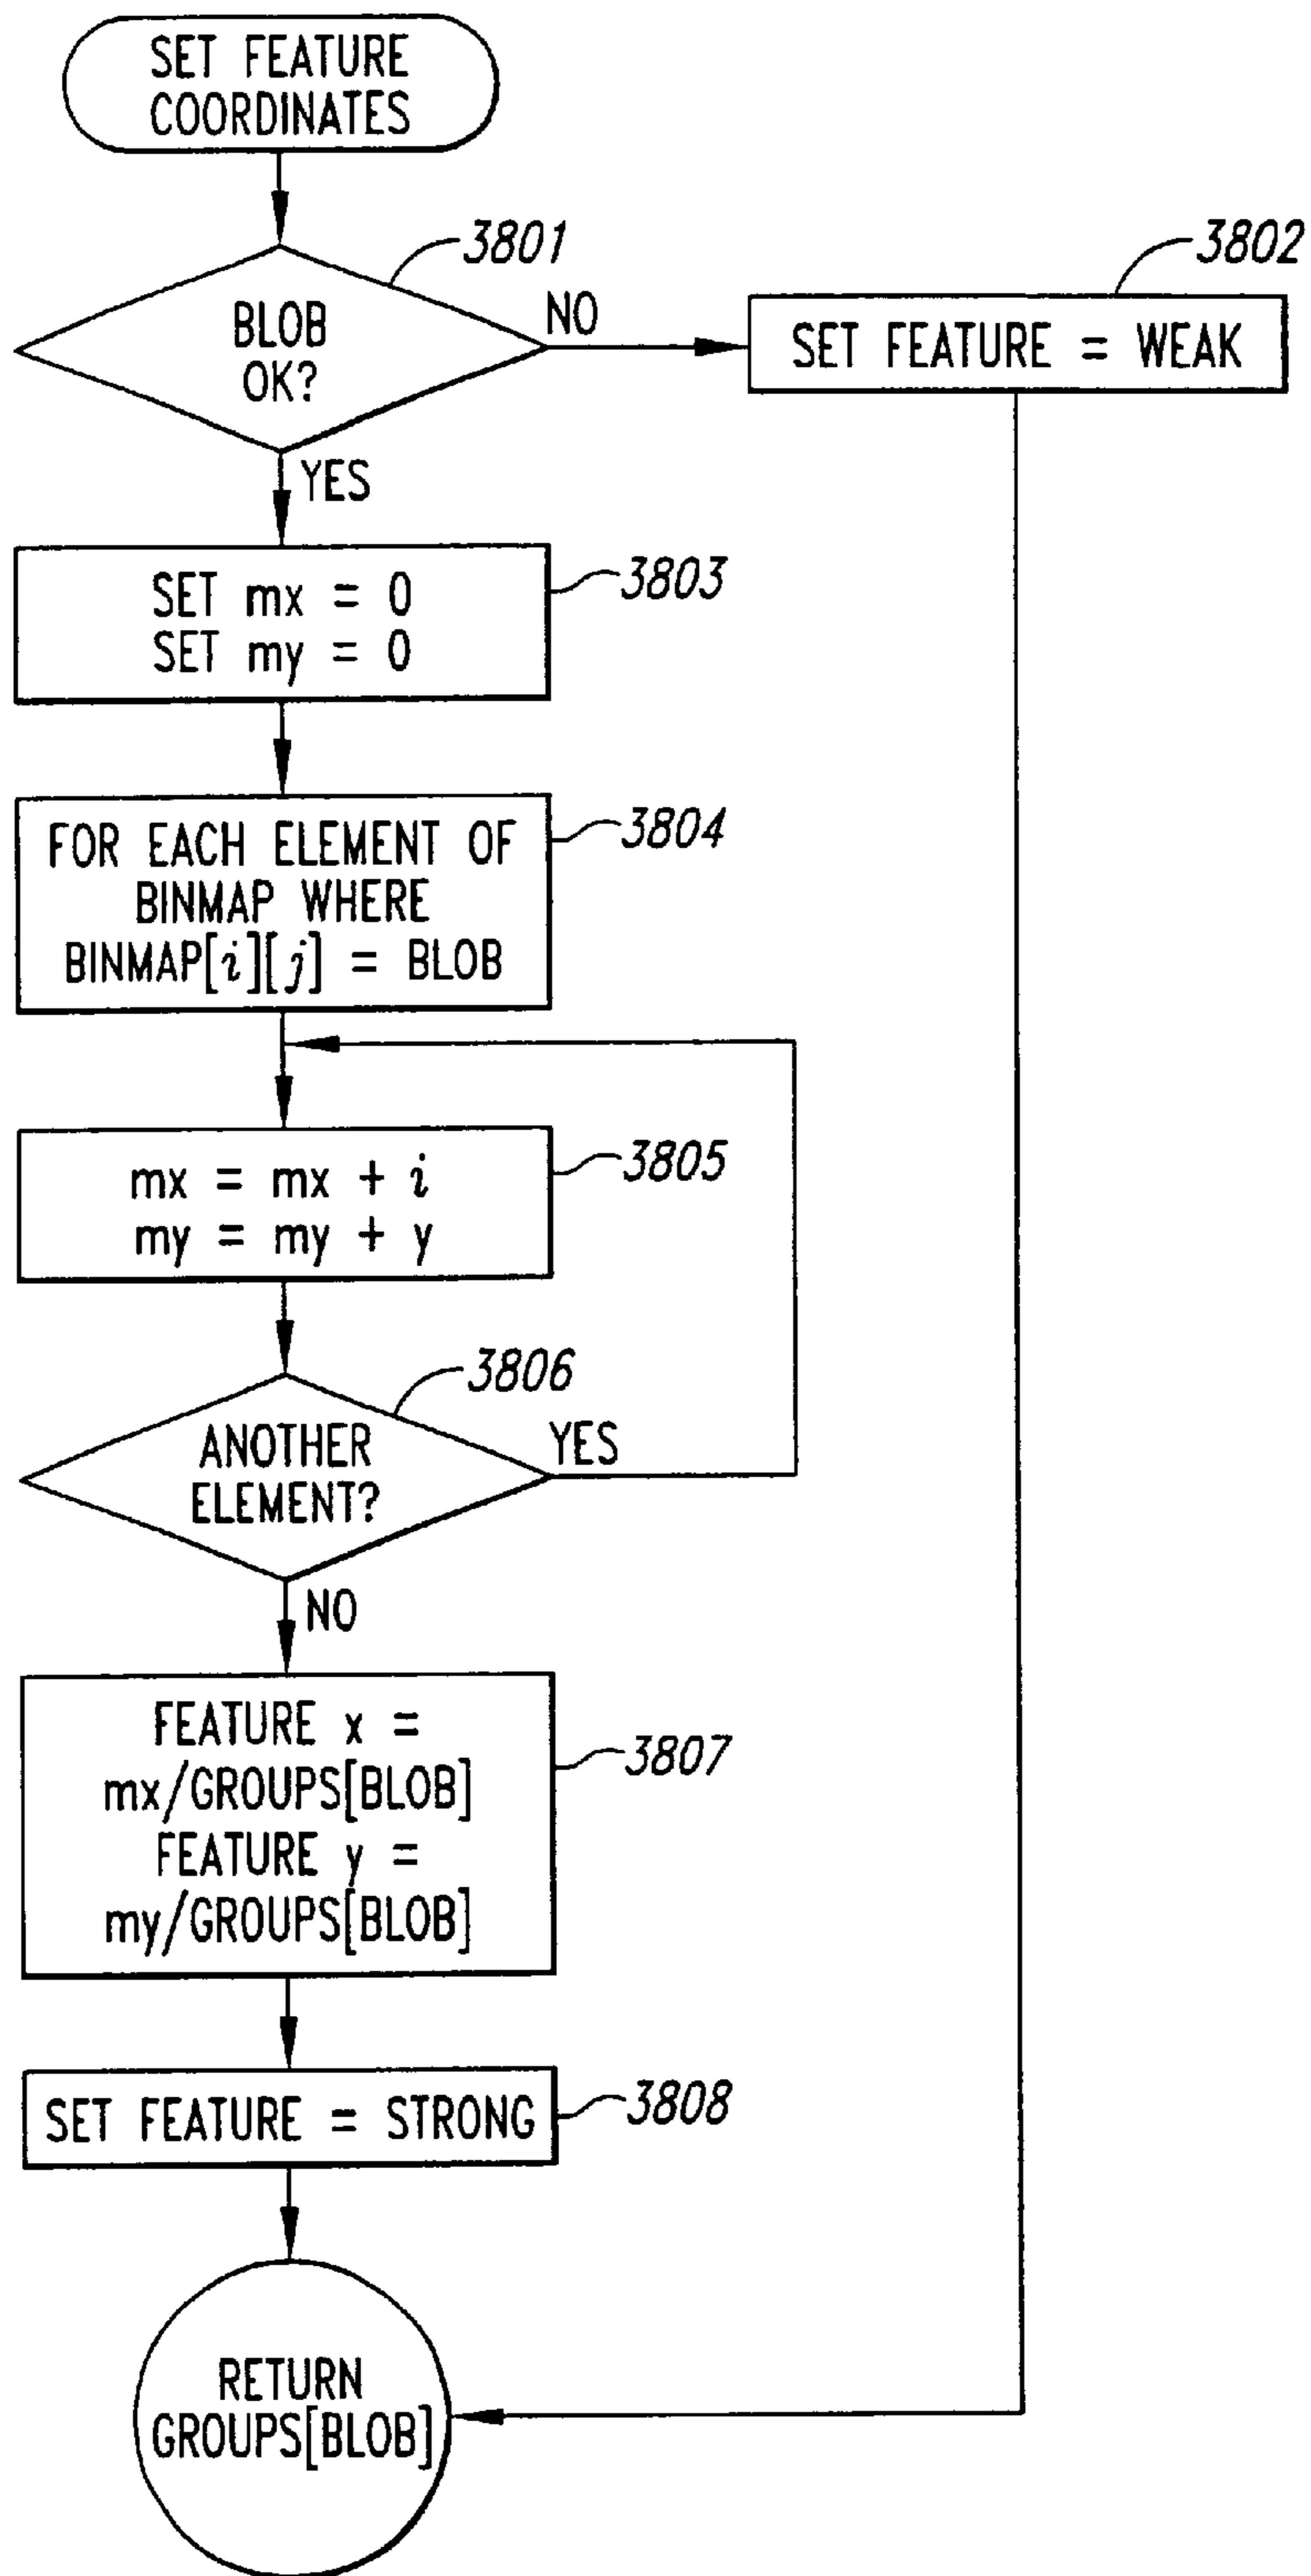 SET FEATURE
COORDINATES
3801
BLOB
OK?
NO
3802
SET FEATURE = WEAK
YES
SET mx = 0
SET my = 0
3803
FOR EACH ELEMENT OF
BINMAP WHERE
BINMAP[i][j] = BLOB
3804
mx = mx + i
my = my + y
3805
3806
ANOTHER
ELEMENT?
YES
NO
FEATURE x =
mx/GROUPS[BLOB]
FEATURE y =
my/GROUPS[BLOB]
3807
SET FEATURE = STRONG
3808
RETURN
GROUPS[BLOB]